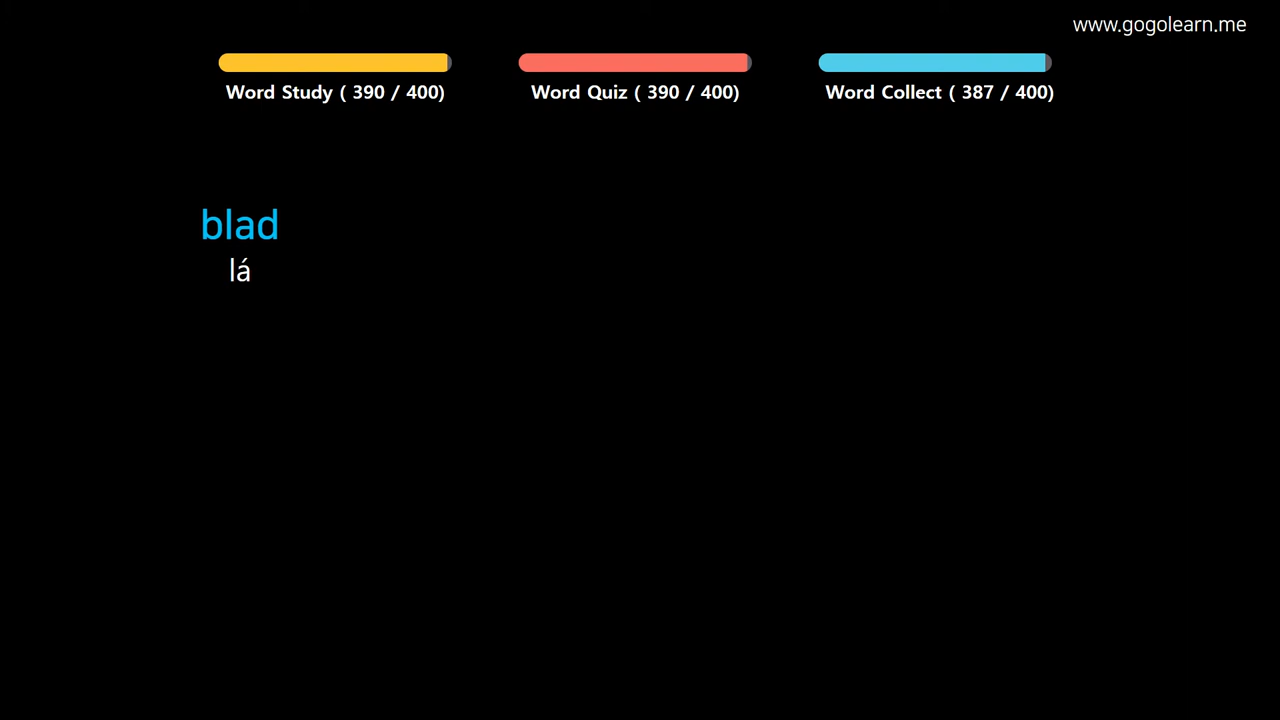 www.gogolearn.me
Word Study ( 390 / 400)
Word Quiz ( 390 / 400)
Word Collect ( 387 / 400)
blad
lá